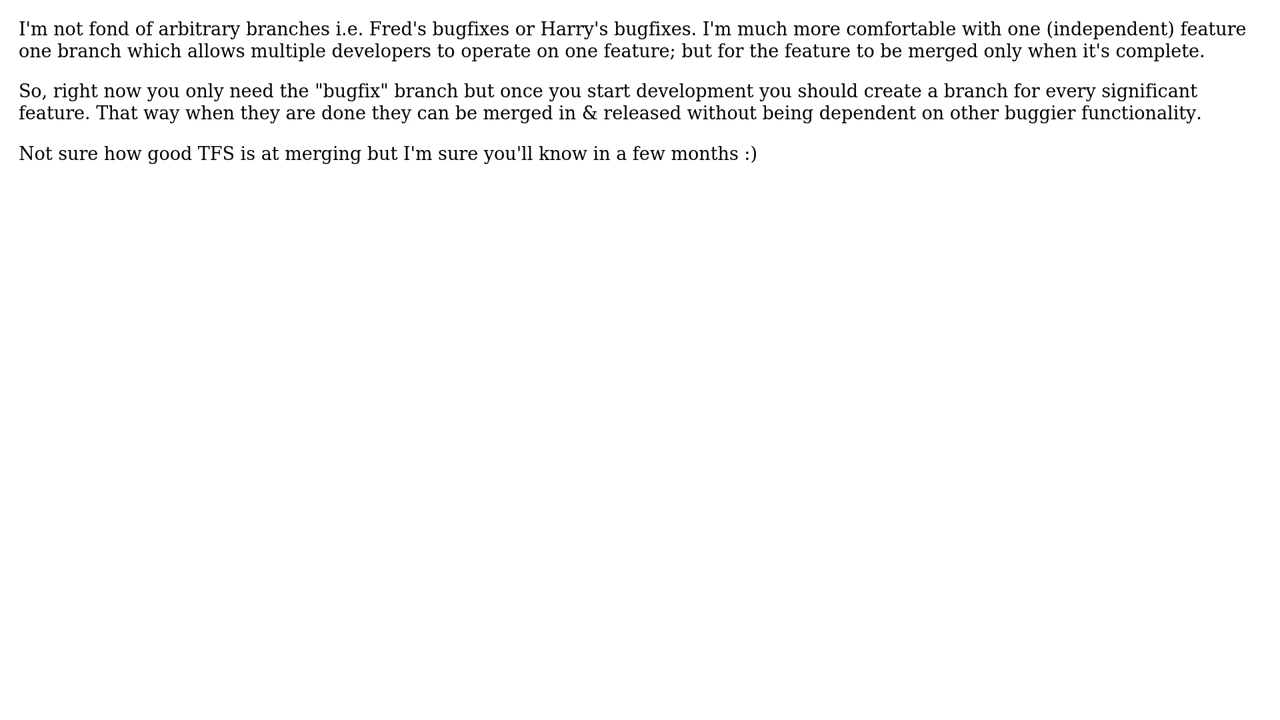 I'm not fond of arbitrary branches i.e. Fred's bugfixes or Harry's bugfixes. I'm much more comfortable with one (independent) feature
one branch which allows multiple developers to operate on one feature; but for the feature to be merged only when it's complete.
So, right now you only need the "bugfix" branch but once you start development you should create a branch for every significant
feature. That way when they are done they can be merged in & released without being dependent on other buggier functionality.
Not sure how good TFS is at merging but I'm sure you'll know in a few months :)